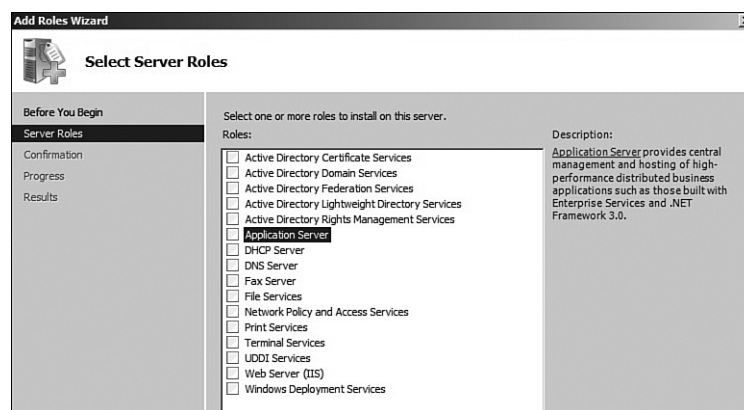 Add Roles Wizard
Select Server Roles
Before You Begin
Server Roles
Confirmation
Progress
Results
Select one or more roles to install on this server.
Roles:
Active Directory Certificate Services
Active Directory Domain Services
Active Directory Federation Services
Active Directory Lightweight Directory Services
Active Directory Rights Management Services
Application Server
DHCP Server
DNS Server
Fax Server
File Services
Network Policy and Access Services
Print Services
Terminal Services
UDDI Services
Web Server (IIS)
Windows Deployment Services
Description:
Application Server provides central
management and hosting of high-
performance distributed business
applications such as those built with
Enterprise Services and .NET
Framework 3.0.